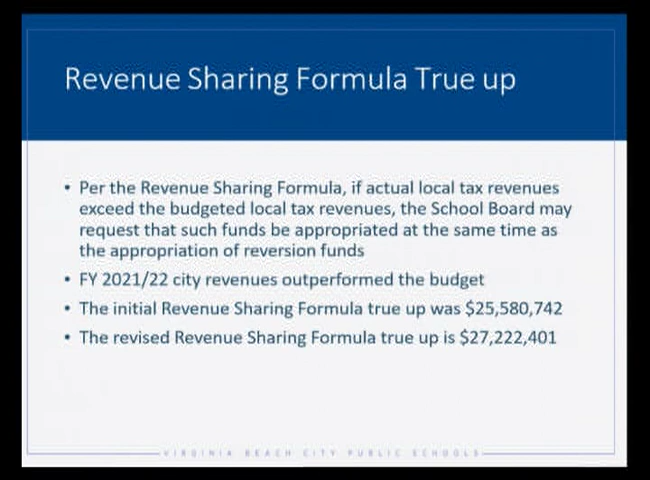 Revenue Sharing Formula True up
• Per the Revenue Sharing Formula, if actual local tax revenues
exceed the budgeted local tax revenues, the School Board may
request that such funds be appropriated at the same time as
the appropriation of reversion funds
• FY 2021/22 city revenues outperformed the budget
• The initial Revenue Sharing Formula true up was $25,580,742
• The revised Revenue Sharing Formula true up is $27,222,401
VIRGINIA BEACH CITY PUBLIC SCHOOLS